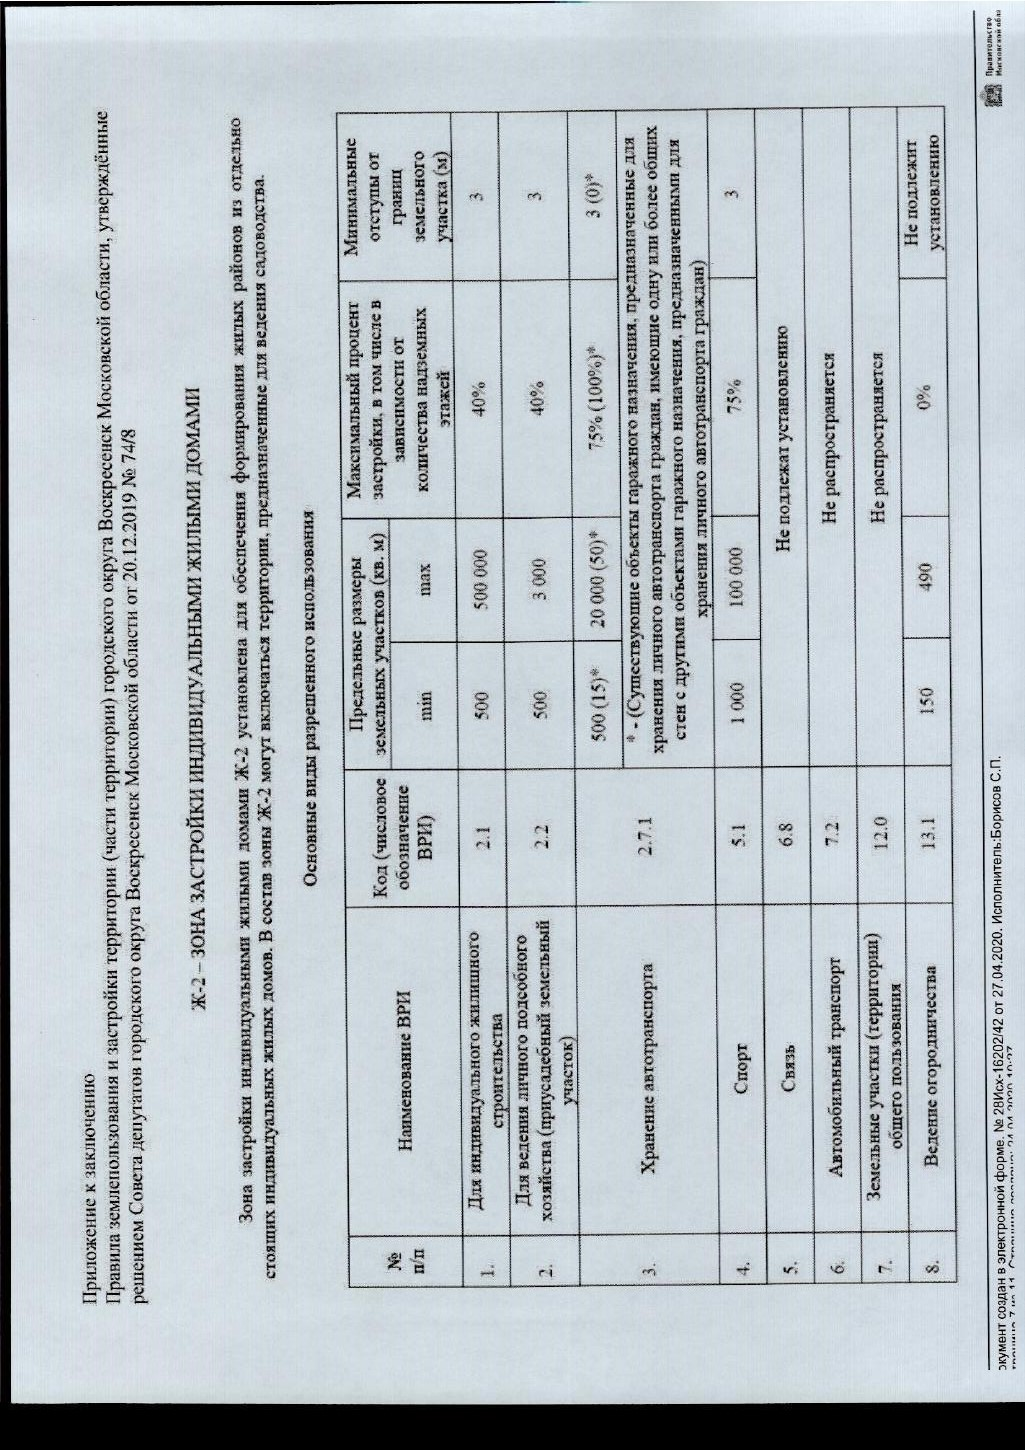 Приложение к заключению
Правила землепользования и застройки территории (части территории) городского округа Воскресенск Московской области, утверждённые
решением Совета депутатов городского округа Воскресенск Московской области от 20.12.2019 № 74/8
Ж-2 – ЗОНА ЗАСТРОЙКИ ИНДИВИДУАЛЬНЫМИ ЖИЛЫМИ ДОМАМИ
Зона застройки индивидуальными жилыми домами Ж-2 установлена для обеспечения формирования жилых районов из отдельно
стоящих индивидуальных жилых домов. В состав зоны Ж-2 могут включаться территории, предназначенные для ведения садоводства.
Основные виды разрешенного использования
№
п/п
Наименование ВРИ
Код (числовое
обозначение
ВРИ)
Предельные размеры
земельных участков (кв. м)
min
max
Максимальный процент
застройки, в том числе в
зависимости от
количества надземных
этажей
Минимальные
отступы от
границ
земельного
участка (м)
1.
Для индивидуального жилищного
строительства
2.1
500
500 000
40%
3
2.
Для ведения личного подсобного
хозяйства (приусадебный земельный
участок)
2.2
500
3 000
40%
3
3.
Хранение автотранспорта
2.7.1
500 (15)*
20 000 (50)*
75% (100%)*
3 (0)*
* - (Существующие объекты гаражного назначения, предназначенные для
хранения личного автотранспорта граждан, имеющие одну или более общих
стен с другими объектами гаражного назначения, предназначенными для
хранения личного автотранспорта граждан)
4.
Спорт
5.1
1 000
100 000
75%
3
5.
Связь
6.8
Не подлежат установлению
6.
Автомобильный транспорт
7.2
Не распространяется
7.
Земельные участки (территории)
общего пользования
12.0
Не распространяется
8.
Ведение огородничества
13.1
150
490
0%
Не подлежит
установлению
окумент создан в электронной форме. № 28Исх-16202/42 от 27.04.2020. Исполнитель:Борисов С.П.
Правительство
Московской обла